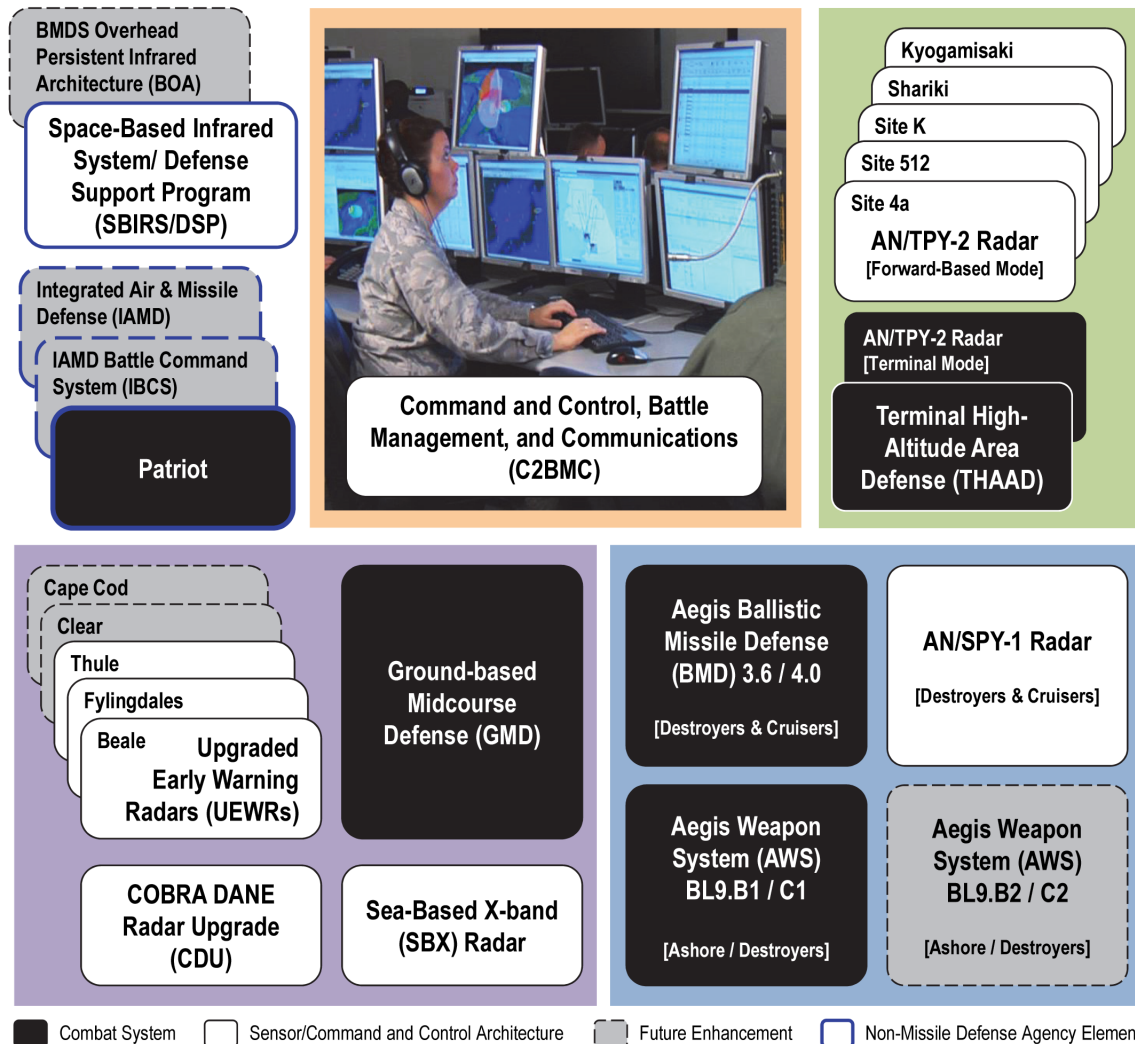 BMDS Overhead
Persistent Infrared
Architecture (BOA)
Space-Based Infrared
System/ Defense
Support Program
(SBIRS/DSP)
Integrated Air & Missile
Defense (IAMD)
IAMD Battle Command
System (IBCS)
Patriot
Command and Control, Battle
Management, and Communications
(C2BMC)
Kyogamisaki
Shariki
Site K
Site 512
Site 4a
AN/TPY-2 Radar
[Forward-Based Mode]
AN/TPY-2 Radar
[Terminal Mode]
Terminal High-
Altitude Area
Defense (THAAD)
Cape Cod
Clear
Thule
Fylingdales
Beale
Upgraded
Early Warning
Radars (UEWRs)
Ground-based
Midcourse
Defense (GMD)
COBRA DANE
Radar Upgrade
(CDU)
Sea-Based X-band
(SBX) Radar
Aegis Ballistic
Missile Defense
(BMD) 3.6 / 4.0
[Destroyers & Cruisers]
AN/SPY-1 Radar
[Destroyers & Cruisers]
Aegis Weapon
System (AWS)
BL9.B1 / C1
[Ashore / Destroyers]
Aegis Weapon
System (AWS)
BL9.B2 / C2
[Ashore / Destroyers]
Combat System
Sensor/Command and Control Architecture
Future Enhancement
Non-Missile Defense Agency Elemen